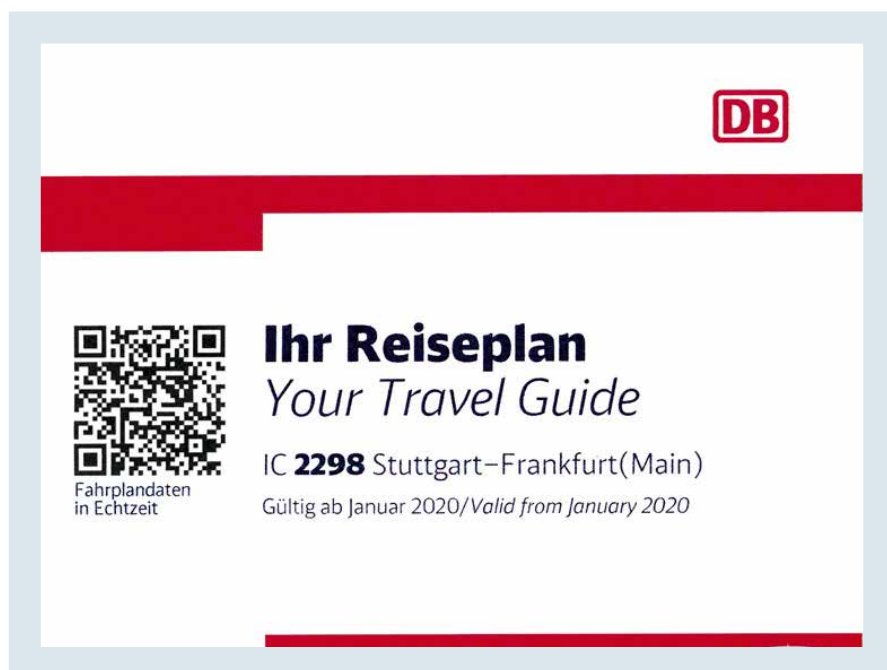 DB
Ihr Reiseplan
Your Travel Guide
IC 2298 Stuttgart–Frankfurt(Main)
Gültig ab Januar 2020/Valid from January 2020
Fahrplandaten
in Echtzeit